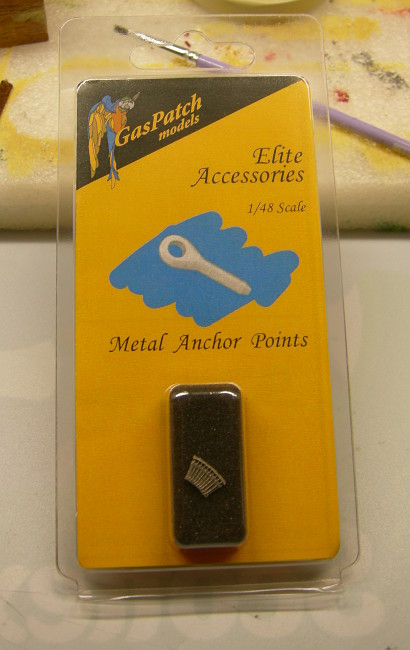 GasPatch
models
Elite
Accessories
1/48 Scale
Metal Anchor Points